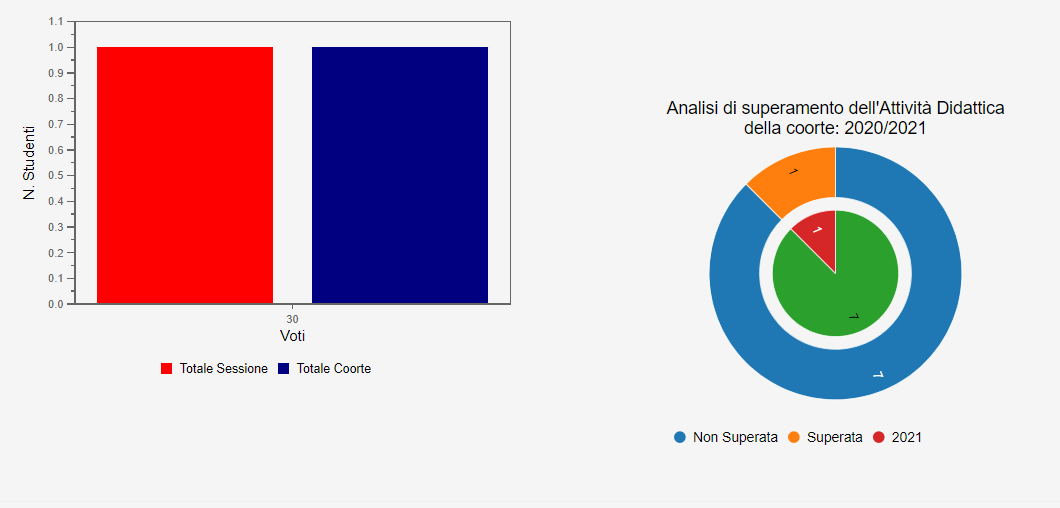 1.1
1.0
0.9
0.8
0.7
0.6
0.5
0.4
0.3
0.2
0.1
0.0
N. Studenti
30
Voti
Totale Sessione Totale Coorte
Analisi di superamento dell'Attività Didattica
della coorte: 2020/2021
1
1
7
7
Non Superata Superata 2021